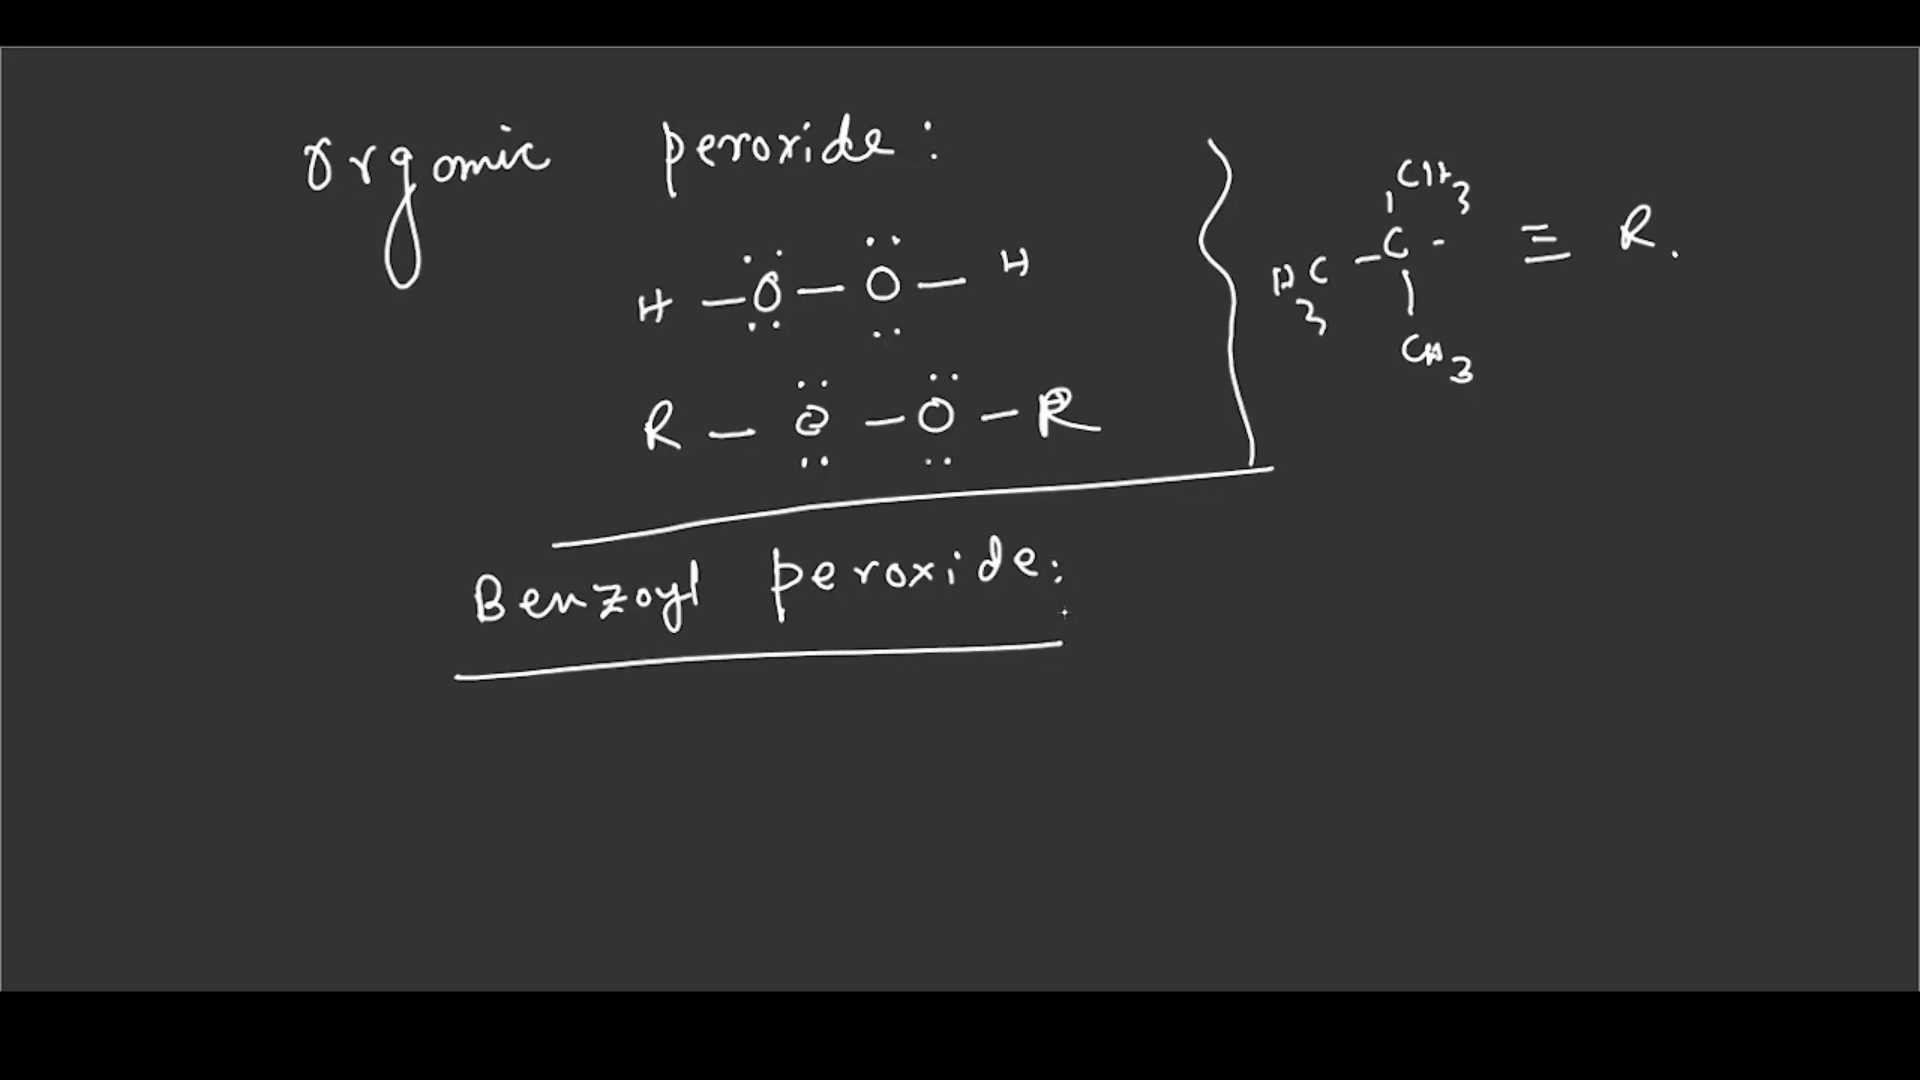 Organic peroxide:
H - O - O - H
R - O - O - R
CH3
H3C - C - ≡ R.
CH3
Benzoyl peroxide: